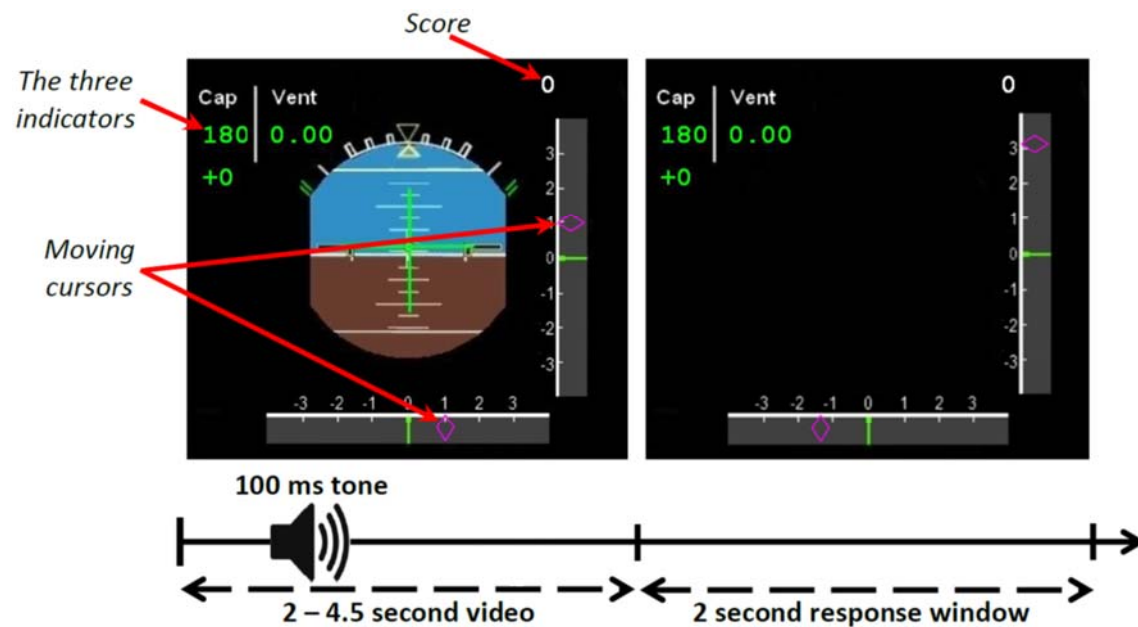 Score
The three
indicators
Moving
cursors
0
Cap Vent
180 0.00
+0
3
2
1
0
-1
-2
-3
-3 -2 -1 0 1 2 3
0
Cap Vent
180 0.00
+0
3
2
1
0
-1
-2
-3
-3 -2 -1 0 1 2 3
100 ms tone
2 – 4.5 second video
2 second response window